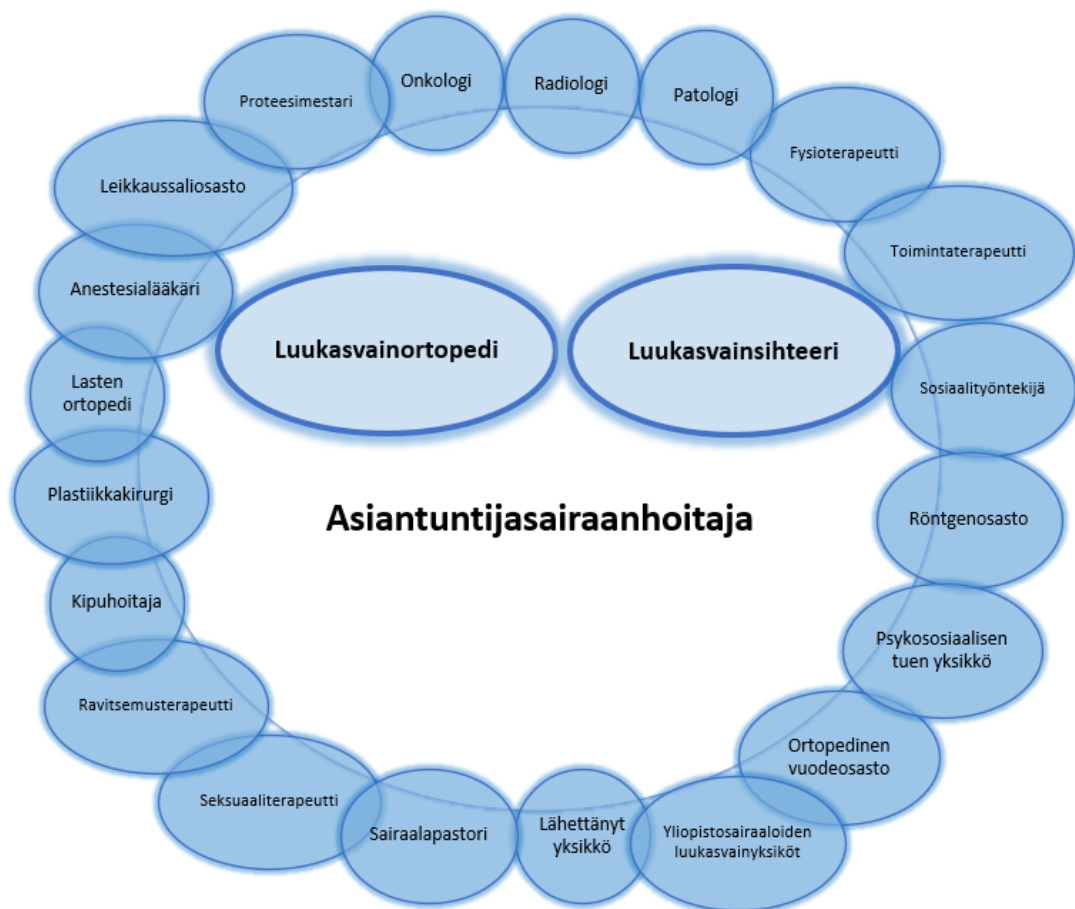 Onkologi
Radiologi
Patologi
Proteesimestari
Fysioterapeutti
Leikkaussaliosasto
Toimintaterapeutti
Anestesialääkäri
Luukasvainortopedi
Luukasvainsihteeri
Lasten
ortopedi
Sosiaalityöntekijä
Plastiikkakirurgi
Asiantuntijasairaanhoitaja
Röntgenosasto
Kipuhoitaja
Psykososiaalisen
tuen yksikkö
Ravitsemusterapeutti
Ortopedinen
vuodeosasto
Seksuaaliterapeutti
Sairaalapastori
Lähettänyt
yksikkö
Yliopistosairaaloiden
luukasvainyksiköt